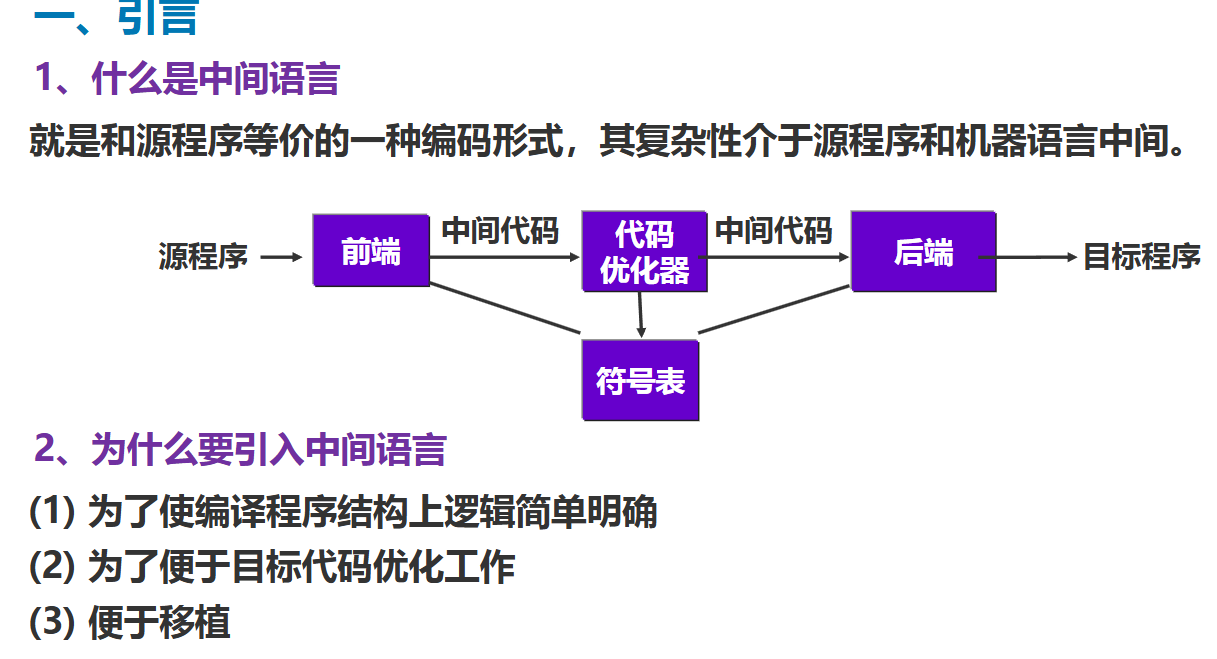 一、引言
1、什么是中间语言
就是和源程序等价的一种编码形式，其复杂性介于源程序和机器语言中间。
源程序
前端
中间代码
代码
优化器
中间代码
后端
目标程序
符号表
2、为什么要引入中间语言
(1) 为了使编译程序结构上逻辑简单明确
(2) 为了便于目标代码优化工作
(3) 便于移植